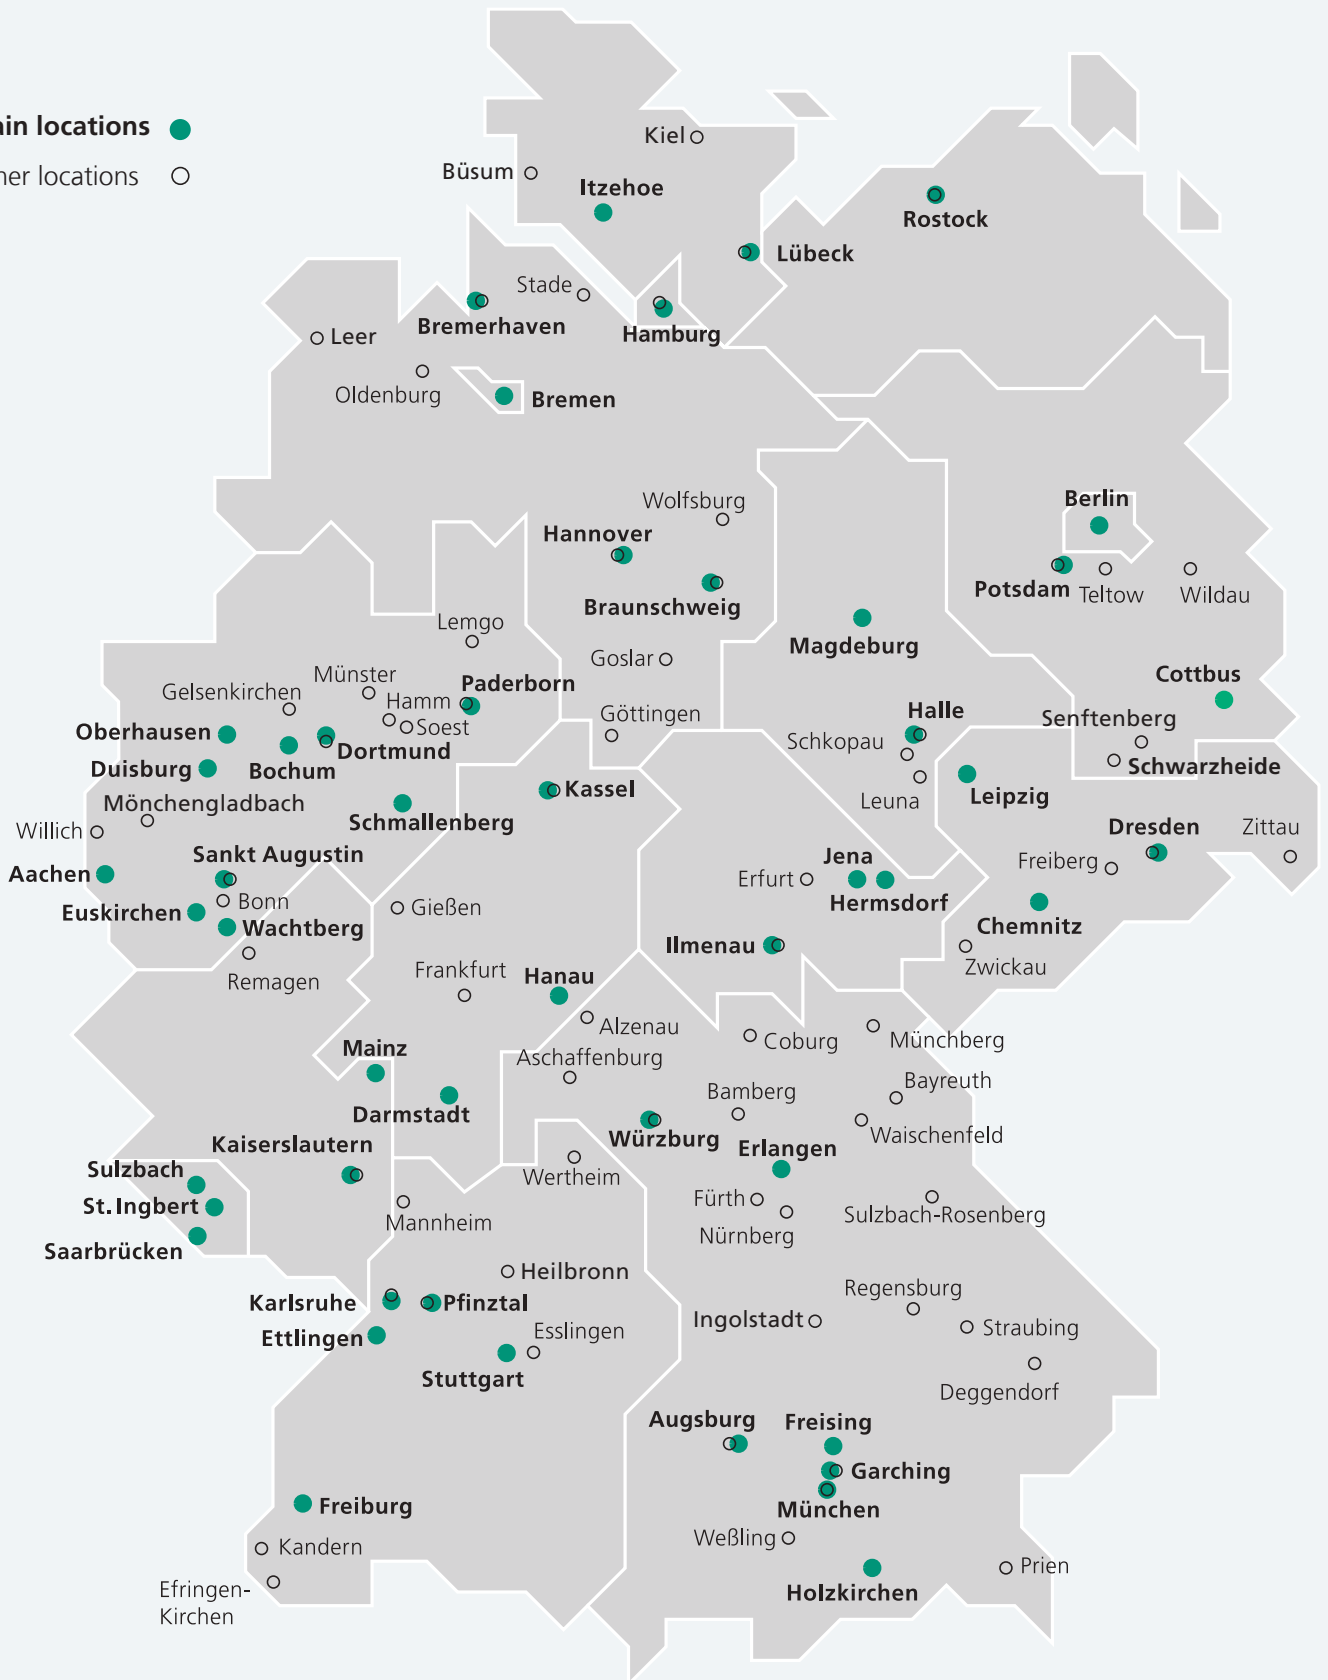 ain locations
her locations
Kiel
Büsum
Itzehoe
Rostock
Lübeck
Stade
Bremerhaven
Hamburg
Leer
Oldenburg
Bremen
Wolfsburg
Berlin
Hannover
Potsdam
Teltow
Wildau
Braunschweig
Magdeburg
Lemgo
Goslar
Münster
Cottbus
Gelsenkirchen
Hamm
Paderborn
Göttingen
Halle
Senftenberg
Oberhausen
Soest
Dortmund
Schkopau
Duisburg
Bochum
Schwarzheide
Kassel
Leuna
Leipzig
Mönchengladbach
Schmallenberg
Willich
Dresden
Zittau
Sankt Augustin
Jena
Freiberg
Aachen
Erfurt
Bonn
Hermsdorf
Euskirchen
Gießen
Wachtberg
Chemnitz
Ilmenau
Zwickau
Remagen
Frankfurt
Hanau
Alzenau
Coburg
Münchberg
Mainz
Aschaffenburg
Bayreuth
Bamberg
Darmstadt
Waischenfeld
Kaiserslautern
Würzburg
Erlangen
Sulzbach
Wertheim
St. Ingbert
Fürth
Mannheim
Sulzbach-Rosenberg
Nürnberg
Saarbrücken
Heilbronn
Regensburg
Karlsruhe
Pfinztal
Ingolstadt
Ettlingen
Esslingen
Straubing
Stuttgart
Deggendorf
Augsburg
Freising
Garching
Freiburg
München
Weßling
Kandern
Prien
Efringen-
Kirchen
Holzkirchen